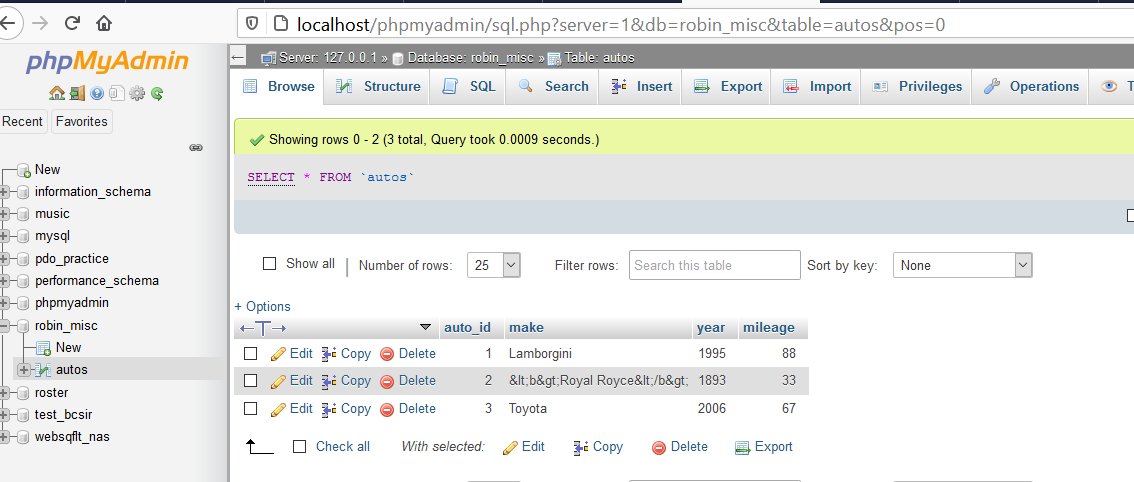 localhost/phpmyadmin/sql.php?server=1&db=robin_misc&table=autos&pos=0
phpMyAdmin
Recent Favorites
New
information_schema
music
mysql
pdo_practice
performance_schema
phpmyadmin
robin_misc
New
autos
roster
test_bcsir
websqflt_nas
Server: 127.0.0.1 » Database: robin_misc » Table: autos
Browse Structure SQL Search Insert Export Import Privileges Operations T
Showing rows 0 - 2 (3 total, Query took 0.0009 seconds.)
SELECT * FROM `autos`
Show all Number of rows: 25 Filter rows: Search this table Sort by key: None
+ Options
←T→ auto_id make year mileage
Edit Copy Delete 1 Lamborgini 1995 88
Edit Copy Delete 2 &lt;b&gt;Royal Royce&lt;/b&gt; 1893 33
Edit Copy Delete 3 Toyota 2006 67
Check all With selected: Edit Copy Delete Export